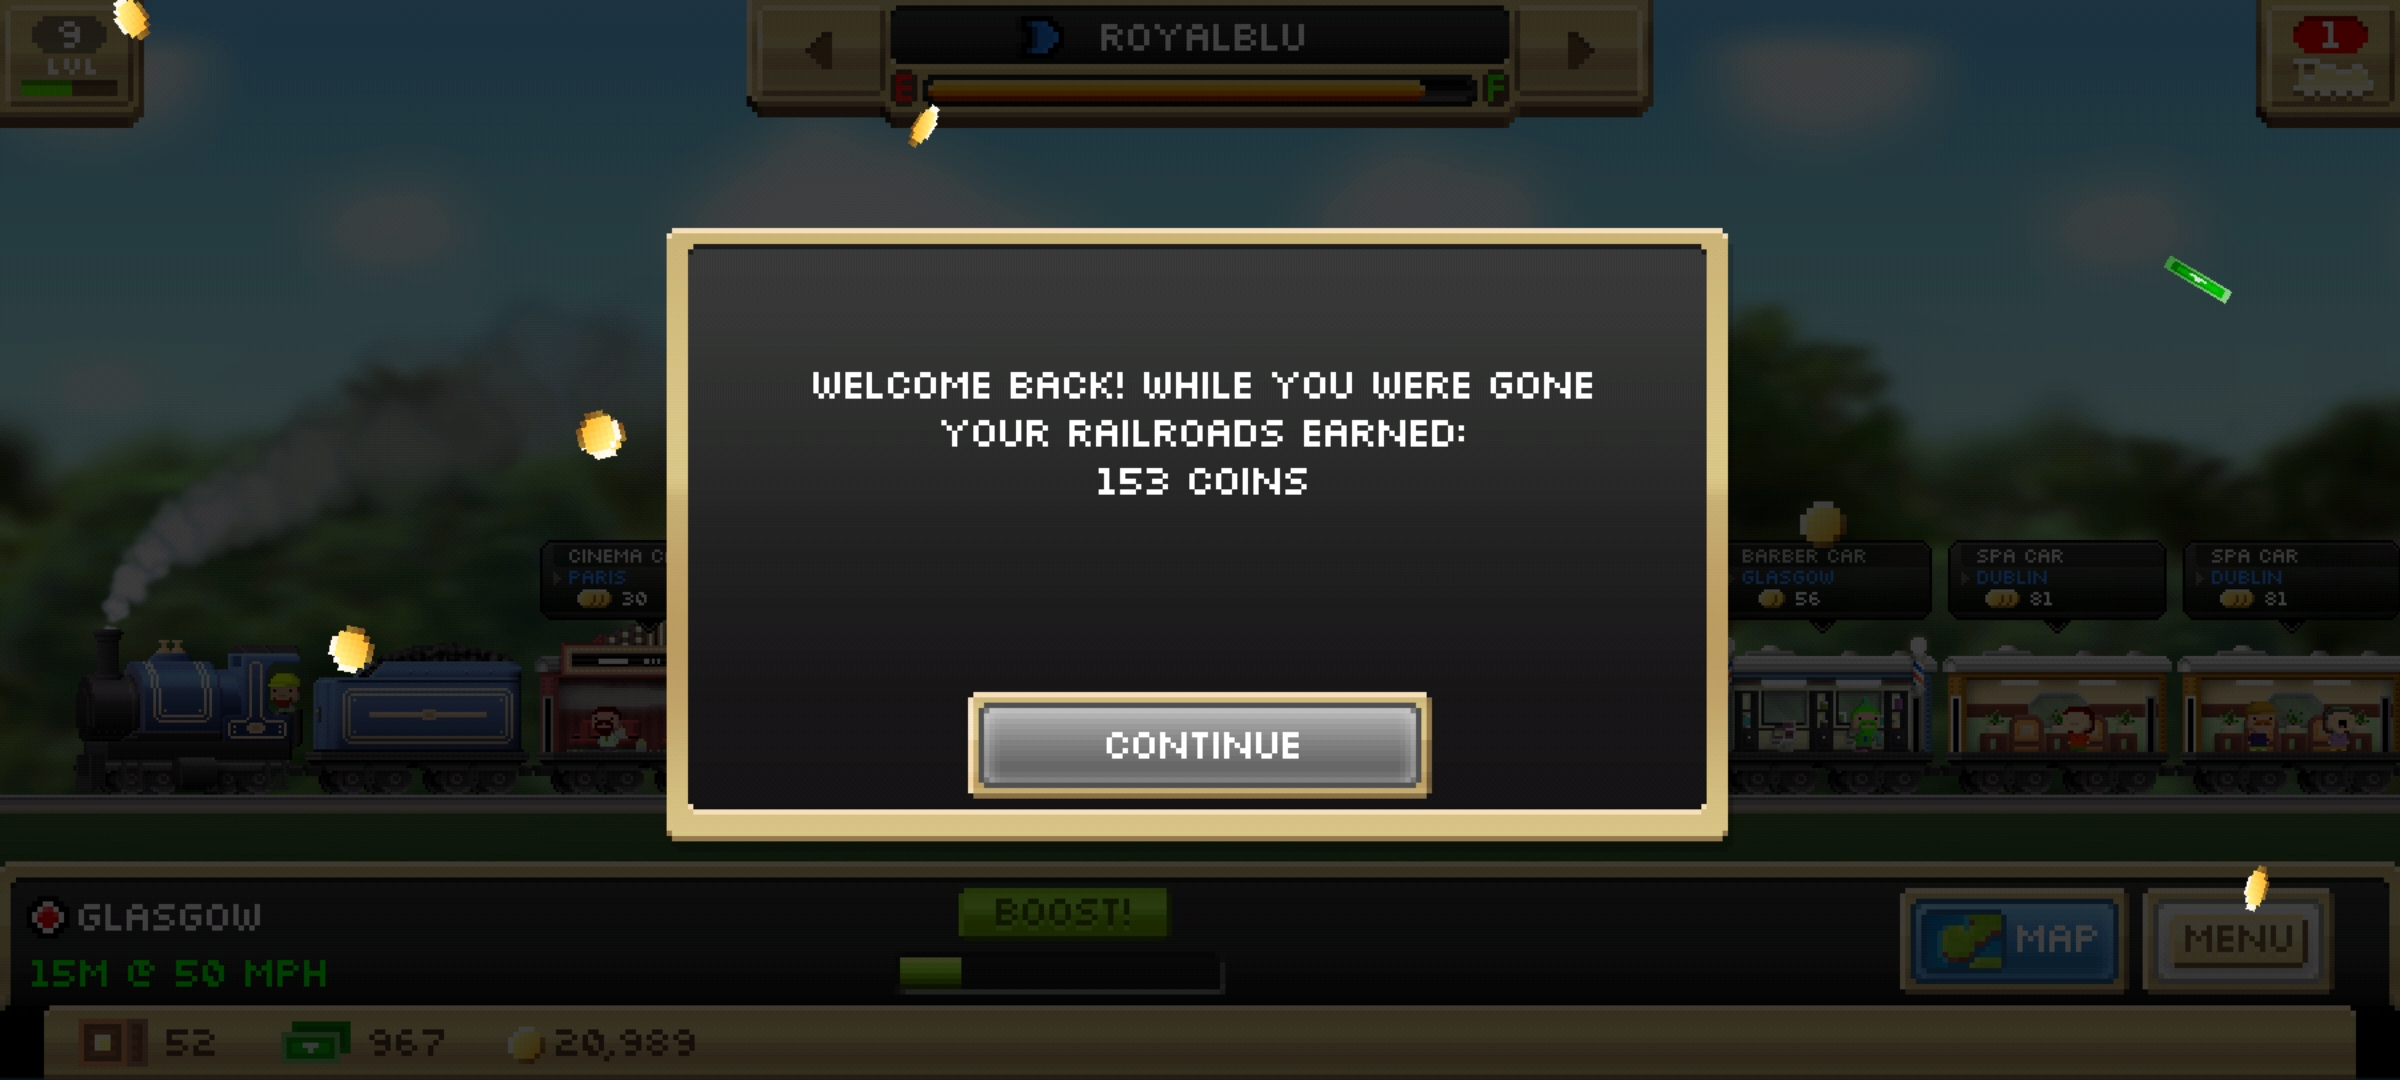 9
LVL
ROYALBLU
E F
1
WELCOME BACK! WHILE YOU WERE GONE
YOUR RAILROADS EARNED:
153 COINS
CINEMA
PARIS
30
BARBER CAR
GLASGOW
56
SPA CAR
DUBLIN
81
SPA CAR
DUBLIN
81
CONTINUE
GLASGOW
15M @ 50 MPH
BOOST!
MAP
MENU
52
967
20,989